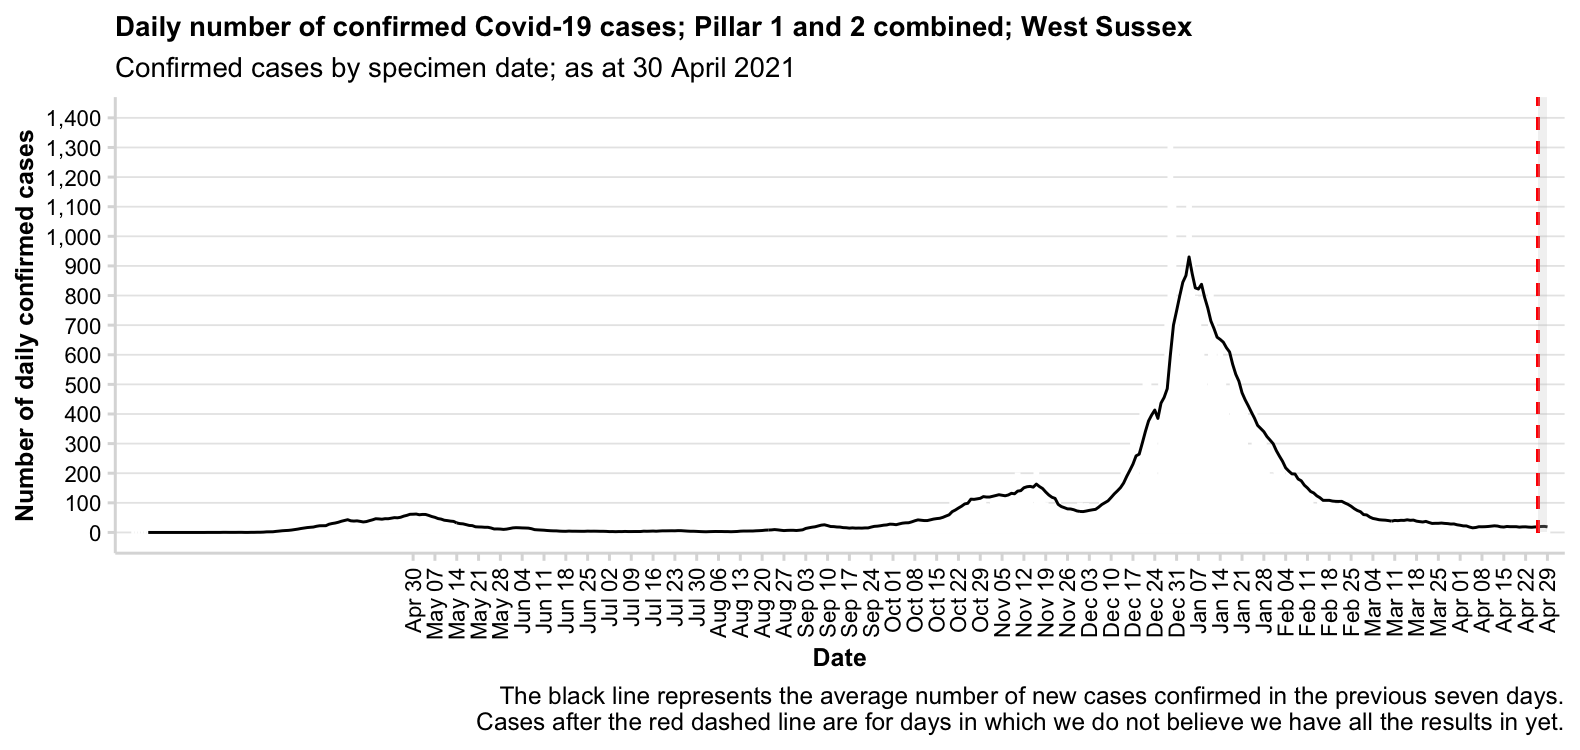 Daily number of confirmed Covid-19 cases; Pillar 1 and 2 combined; West Sussex
Confirmed cases by specimen date; as at 30 April 2021
Number of daily confirmed cases
1,400
1,300
1,200
1,100
1,000
900
800
700
600
500
400
300
200
100
0
Apr 30
May 07
May 14
May 21
May 28
Jun 04
Jun 11
Jun 18
Jun 25
Jul 02
Jul 09
Jul 16
Jul 23
Jul 30
Aug 06
Aug 13
Aug 20
Aug 27
Sep 03
Sep 10
Sep 17
Sep 24
Oct 01
Oct 08
Oct 15
Oct 22
Oct 29
Nov 05
Nov 12
Nov 19
Nov 26
Dec 03
Dec 10
Dec 17
Dec 24
Dec 31
Jan 07
Jan 14
Jan 21
Jan 28
Feb 04
Feb 11
Feb 18
Feb 25
Mar 04
Mar 11
Mar 18
Mar 25
Apr 01
Apr 08
Apr 15
Apr 22
Apr 29
Date
The black line represents the average number of new cases confirmed in the previous seven days.
Cases after the red dashed line are for days in which we do not believe we have all the results in yet.